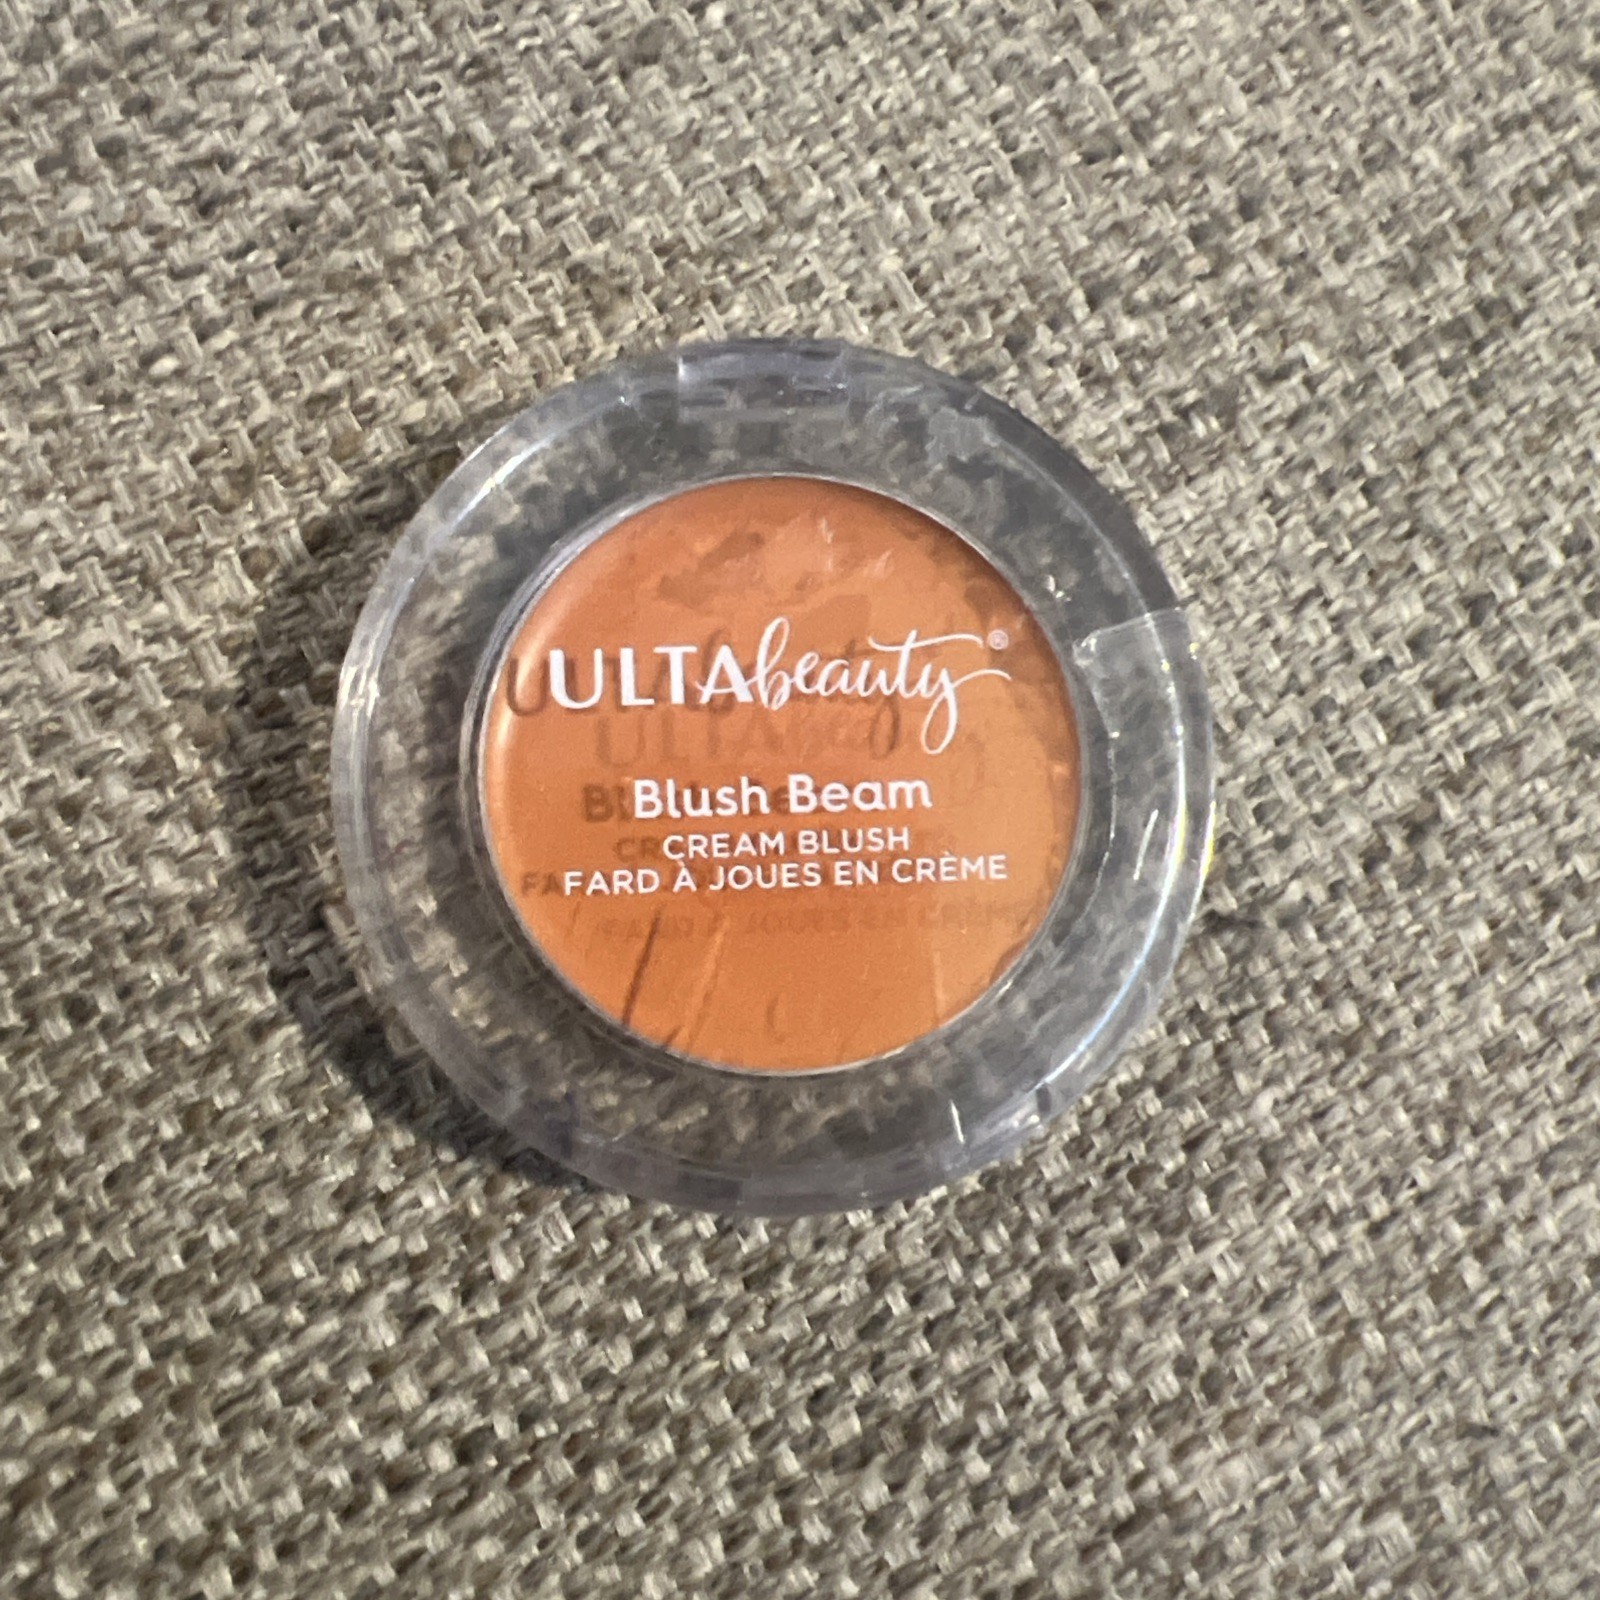 ULTAbeauty®
Blush Beam
CREAM BLUSH
FARD À JOUES EN CRÈME